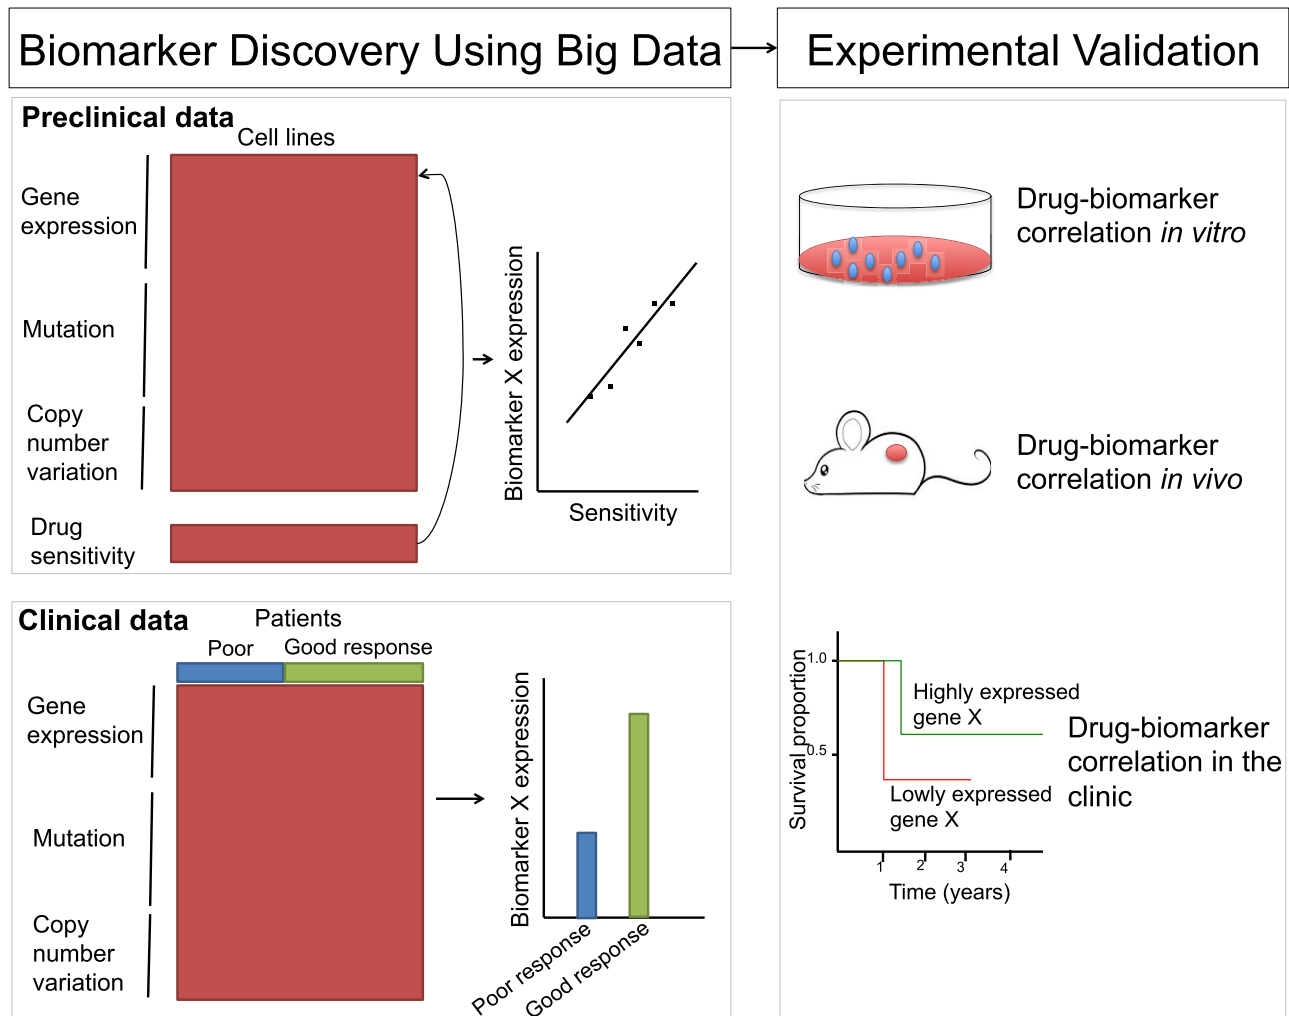 Biomarker Discovery Using Big Data
Experimental Validation
Preclinical data
Cell lines
Gene
expression
Mutation
Copy
number
variation
Drug
sensitivity
Biomarker X expression
Sensitivity
Clinical data
Patients
Poor
Good response
Gene
expression
Mutation
Copy
number
variation
Biomarker X expression
Poor response
Good response
Drug-biomarker
correlation in vitro
Drug-biomarker
correlation in vivo
Survival proportion
1.0
0.5
Highly expressed
gene X
Lowly expressed
gene X
1
2
3
4
Time (years)
Drug-biomarker
correlation in the
clinic